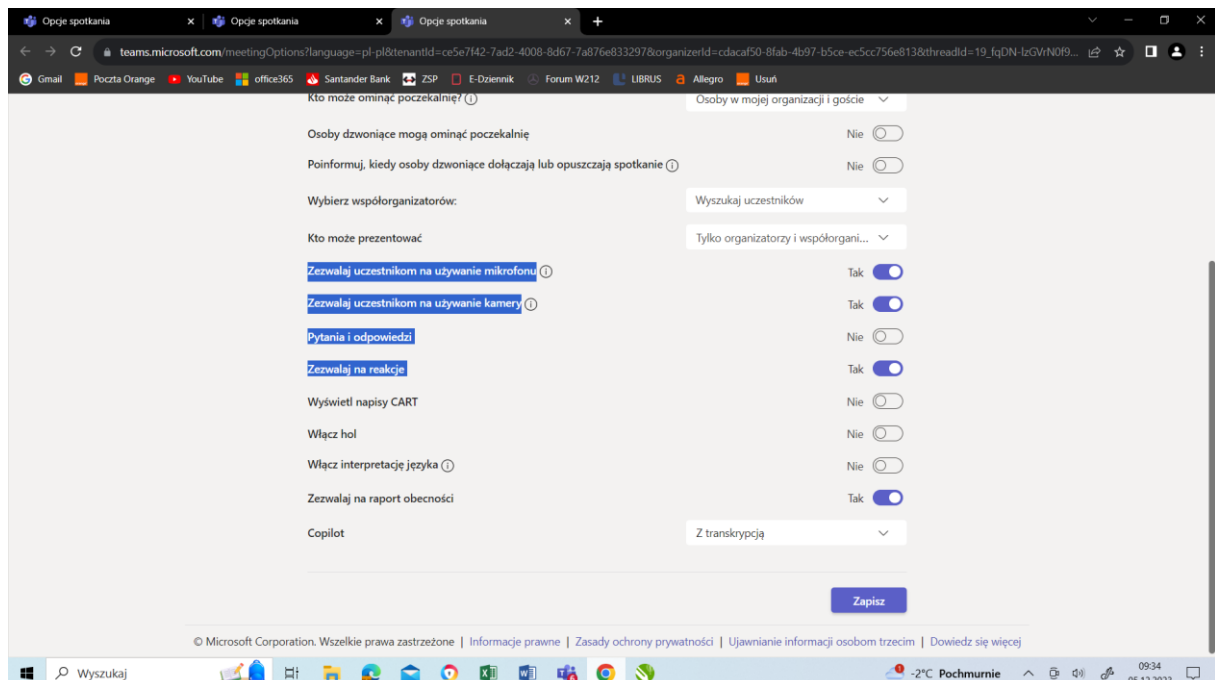 Opcje spotkania
Opcje spotkania
Opcje spotkania
teams.microsoft.com/meetingOptions?language=pl-pl&tenantId=ce5e7f42-7ad2-4008-8d67-7a876e833297&organizerId=cdacaf50-8fab-4b97-b5ce-ec5cc756e813&threadId=19_fqDN-lzGVrN0f9...
Gmail Poczta Orange YouTube office365 Santander Bank ZSP E-Dziennik Forum W212 LIBRUS Allegro Usuń
Kto może ominąć poczekalnię? Osoby w mojej organizacji i goście
Osoby dzwoniące mogą ominąć poczekalnię Nie
Poinformuj, kiedy osoby dzwoniące dołączają lub opuszczają spotkanie Nie
Wybierz współorganizatorów: Wyszukaj uczestników
Kto może prezentować Tylko organizatorzy i współorgani...
Zezwalaj uczestnikom na używanie mikrofonu Tak
Zezwalaj uczestnikom na używanie kamery Tak
Pytania i odpowiedzi Nie
Zezwalaj na reakcje Tak
Wyświetl napisy CART Nie
Włącz hol Nie
Włącz interpretację języka Nie
Zezwalaj na raport obecności Tak
Copilot Z transkrypcją
Zapisz
© Microsoft Corporation. Wszelkie prawa zastrzeżone | Informacje prawne | Zasady ochrony prywatności | Ujawnianie informacji osobom trzecim | Dowiedz się więcej
Wyszukaj -2°C Pochmurnie 09:34
05.12.2023